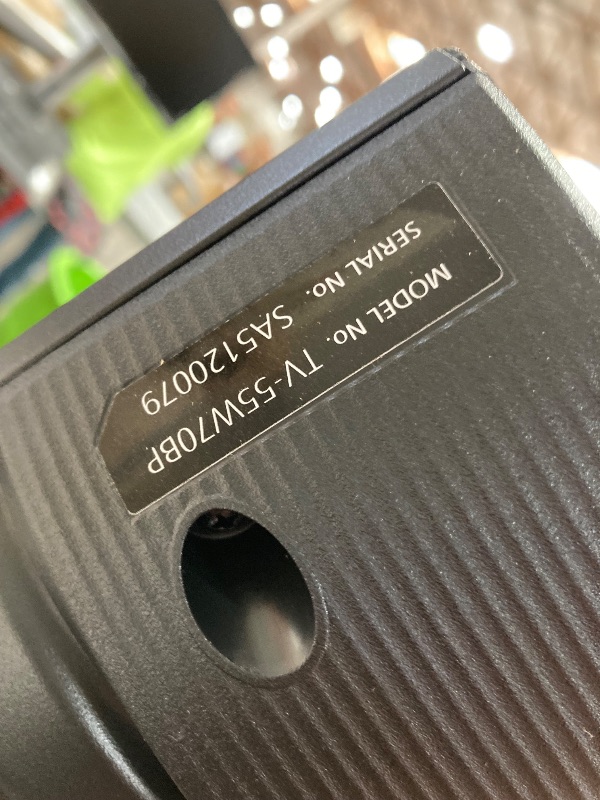 MODEL No. TV-55W70BP
SERIAL No. SA5120079